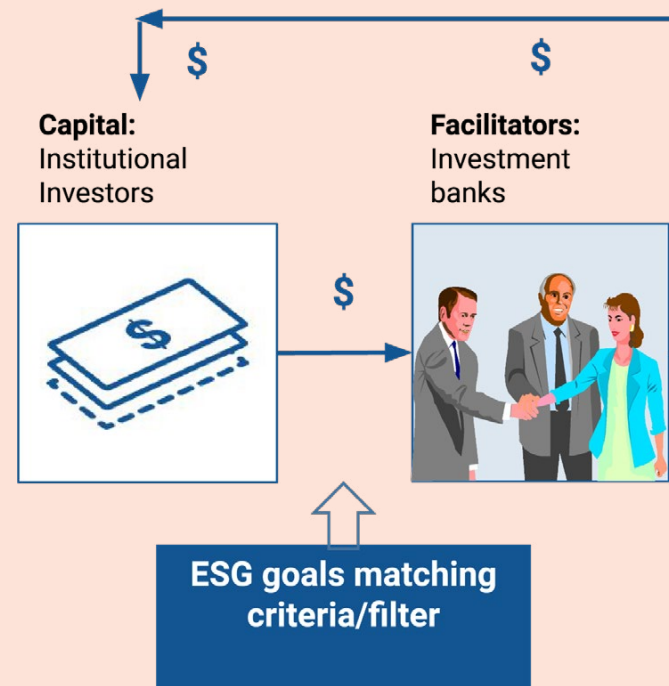 $
$
Capital:
Institutional
Investors
Facilitators:
Investment
banks
$
$
ESG goals matching
criteria/filter